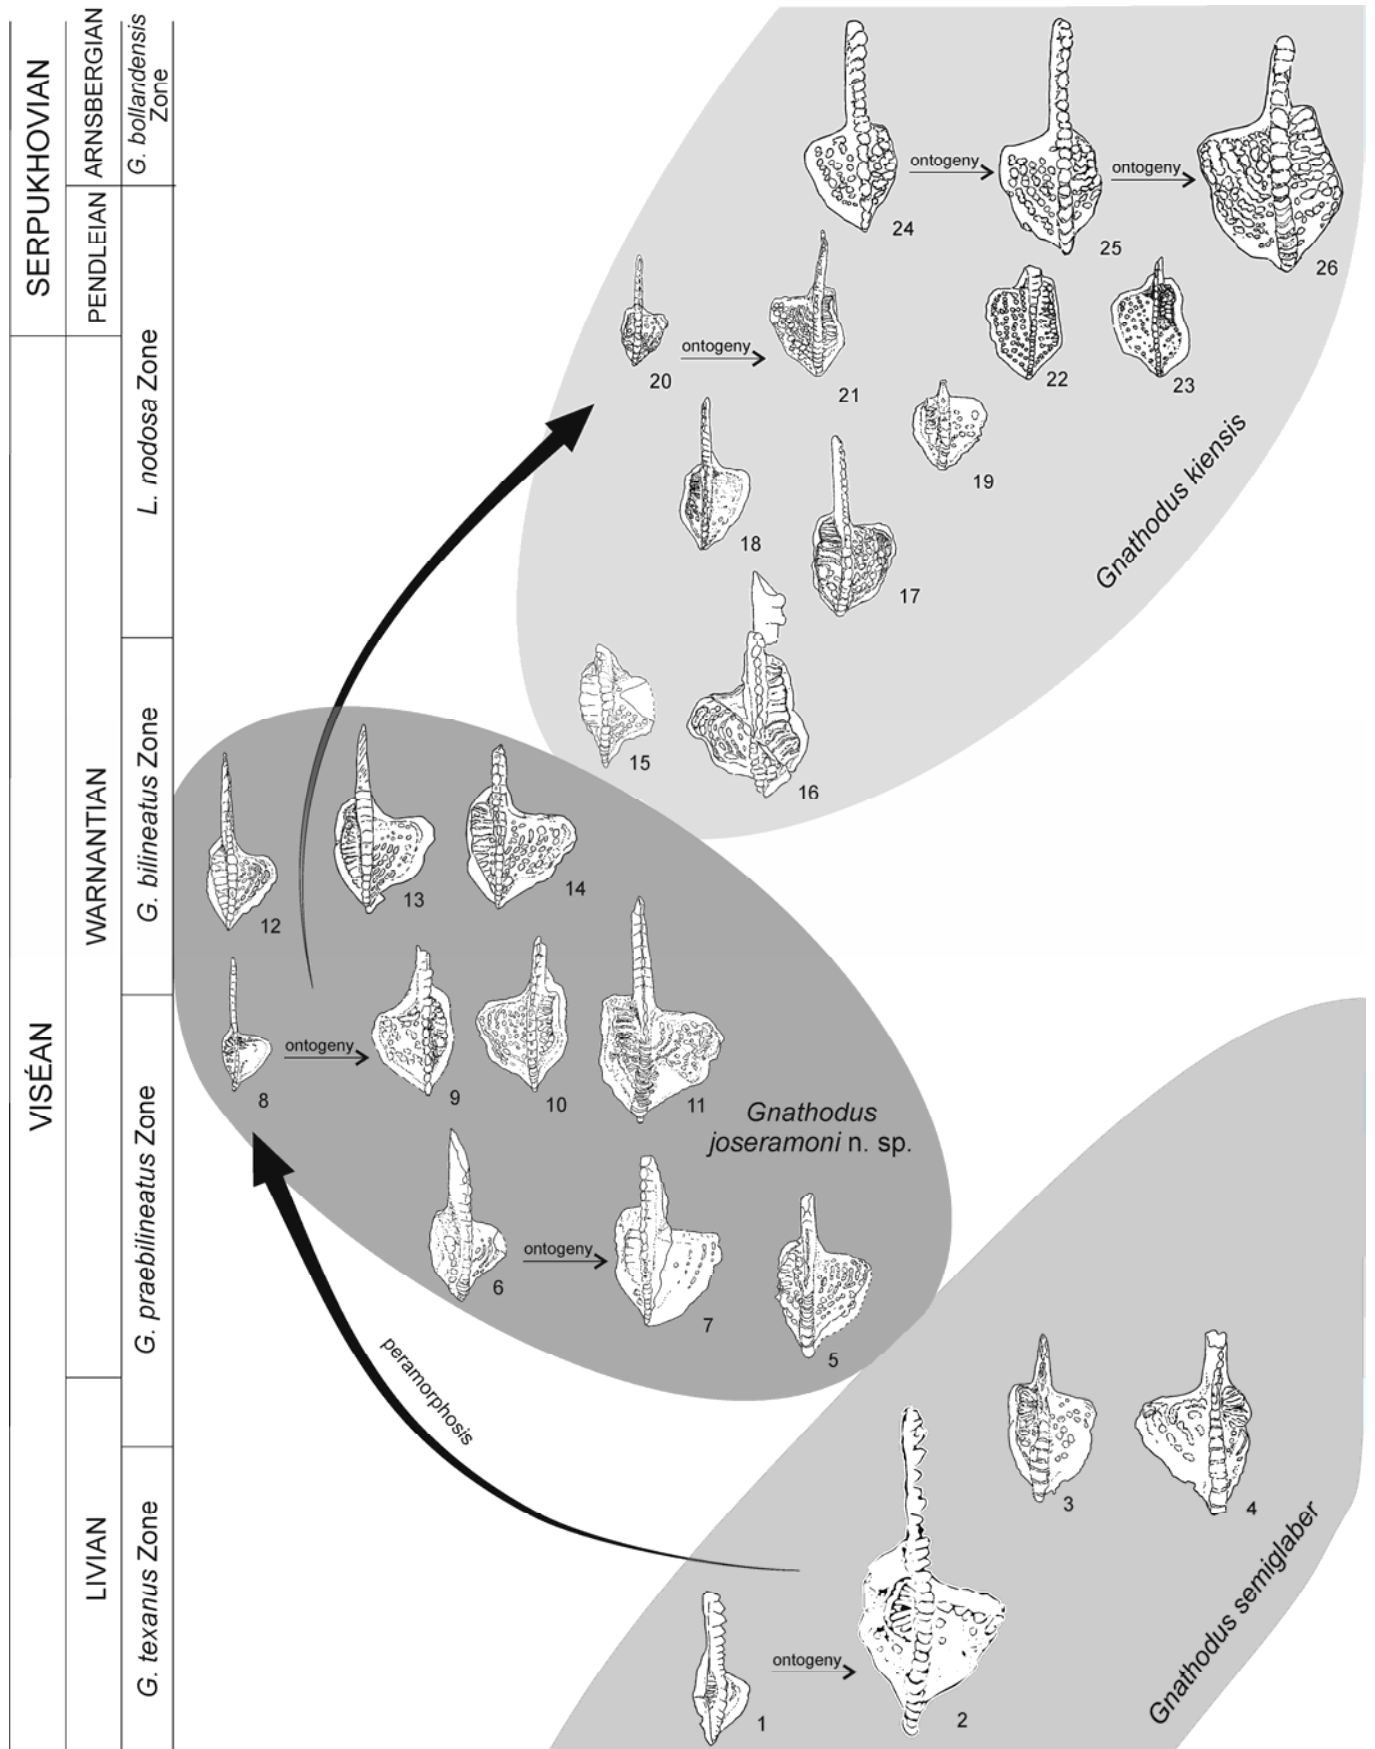 SERPUKHOVIAN
VISÉAN
ARNSBERGIAN
PENDLEIAN
WARNANTIAN
LIVIAN
G. bollandensis
Zone
L. nodosa Zone
G. bilineatus Zone
G. praebilineatus Zone
G. texanus Zone
ontogeny
ontogeny
24
25
26
ontogeny
20
21
22
23
19
18
17
Gnathodus kiensis
15
16
12
13
14
ontogeny
8
9
10
11
Gnathodus
joseramoni n. sp.
ontogeny
6
7
5
peramorphosis
3
4
ontogeny
1
2
Gnathodus semiglaber